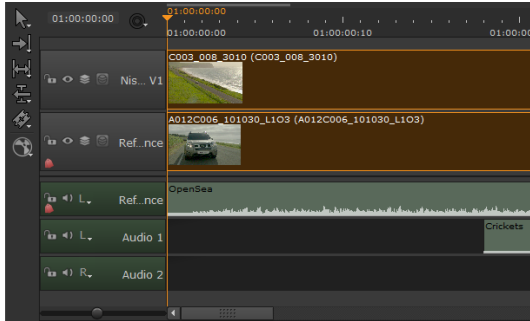 01:00:00:00
01:00:00:00
01:00:00:00
01:00:00:10
01:00:0
C003_008_3010 (C003_008_3010)
Nis... V1
A012C006_101030_L1O3 (A012C006_101030_L1O3)
Ref...nce
OpenSea
L
Ref...nce
Crickets
L
Audio 1
R
Audio 2